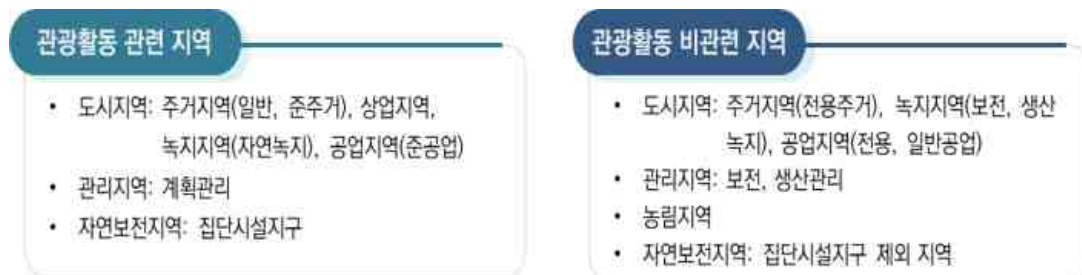 관광활동 관련 지역
• 도시지역: 주거지역(일반, 준주거), 상업지역,
녹지지역(자연녹지), 공업지역(준공업)
• 관리지역: 계획관리
• 자연보전지역: 집단시설지구
관광활동 비관련 지역
• 도시지역: 주거지역(전용주거), 녹지지역(보전, 생산
녹지), 공업지역(전용, 일반공업)
• 관리지역: 보전, 생산관리
• 농림지역
• 자연보전지역: 집단시설지구 제외 지역